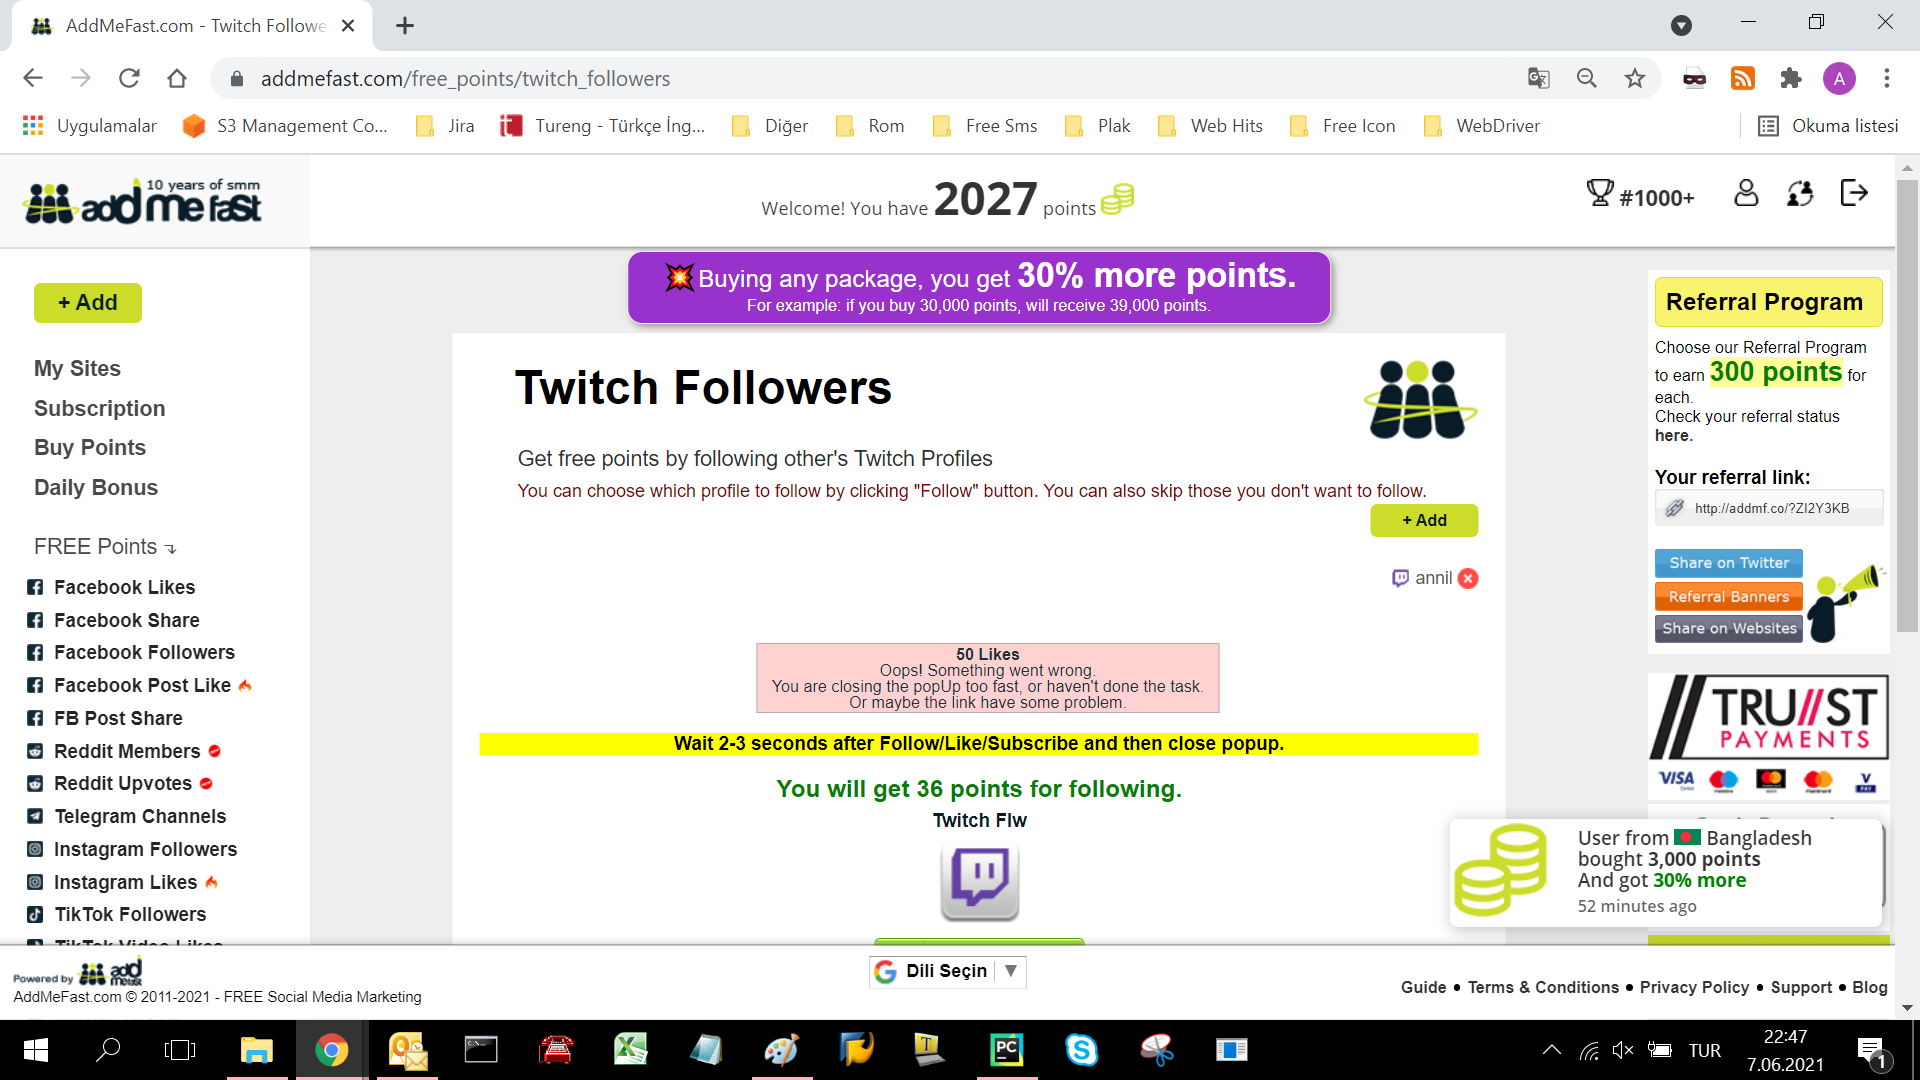 AddMeFast.com - Twitch Followe
addmefast.com/free_points/twitch_followers
A
Uygulamalar
S3 Management Co...
Jira
Tureng - Türkçe İng...
Diğer
Rom
Free Sms
Plak
Web Hits
Free Icon
WebDriver
Okuma listesi
10 years of smm
add me fast
Welcome! You have 2027 points
#1000+
Buying any package, you get 30% more points.
For example: if you buy 30,000 points, will receive 39,000 points.
+ Add
My Sites
Subscription
Buy Points
Daily Bonus
FREE Points
Facebook Likes
Facebook Share
Facebook Followers
Facebook Post Like
FB Post Share
Reddit Members
Reddit Upvotes
Telegram Channels
Instagram Followers
Instagram Likes
TikTok Followers
TikTok Video Likes
Twitch Followers
Get free points by following other's Twitch Profiles
You can choose which profile to follow by clicking "Follow" button. You can also skip those you don't want to follow.
+ Add
annil
50 Likes
Oops! Something went wrong.
You are closing the popUp too fast, or haven't done the task.
Or maybe the link have some problem.
Wait 2-3 seconds after Follow/Like/Subscribe and then close popup.
You will get 36 points for following.
Twitch Flw
Referral Program
Choose our Referral Program
to earn 300 points for
each.
Check your referral status
here.
Your referral link:
http://addmf.co/?ZI2Y3KB
Share on Twitter
Referral Banners
Share on Websites
TRU//ST
PAYMENTS
VISA
User from Bangladesh
bought 3,000 points
And got 30% more
52 minutes ago
Powered by add me fast
AddMeFast.com © 2011-2021 - FREE Social Media Marketing
G Dili Seçin ▼
Guide • Terms & Conditions • Privacy Policy • Support • Blog
TUR
22:47
7.06.2021
1